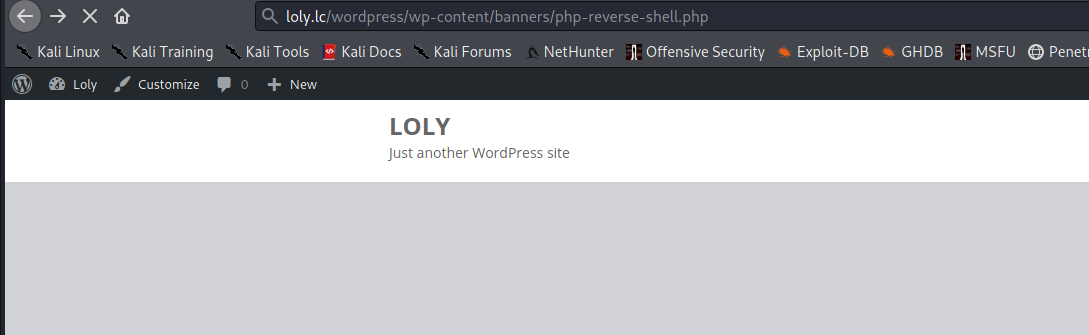 loly.lc/wordpress/wp-content/banners/php-reverse-shell.php
Kali Linux Kali Training Kali Tools Kali Docs Kali Forums NetHunter Offensive Security Exploit-DB GHDB MSFU Penetr
Loly Customize 0 New
LOLY
Just another WordPress site